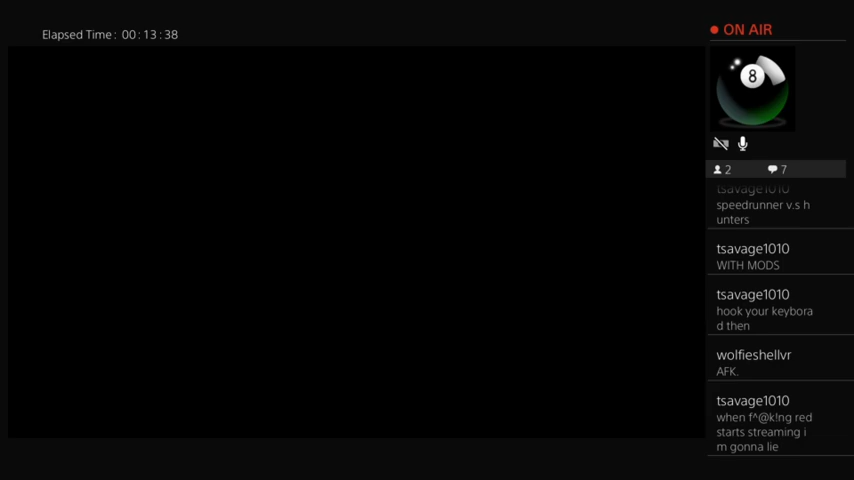 Elapsed Time: 00:13:38
ON AIR
8
2 7
tsavage1010
speedrunner v.s h
unters
tsavage1010
WITH MODS
tsavage1010
hook your keybora
d then
wolfieshellvr
AFK.
tsavage1010
when f^@k!ng red
starts streaming i
m gonna lie